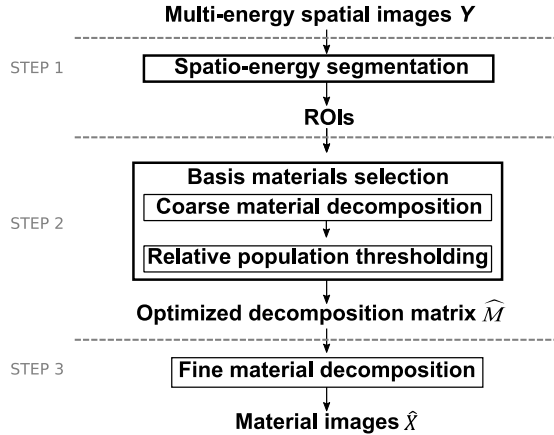 Multi-energy spatial images Y
STEP 1
Spatio-energy segmentation
ROIs
Basis materials selection
Coarse material decomposition
STEP 2
Relative population thresholding
Optimized decomposition matrix M̂
STEP 3
Fine material decomposition
Material images X̂